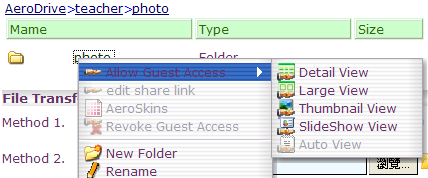 AeroDrive>teacher>photo
Name Type Size
photo Folder
Allow Guest Access
edit share link
AeroSkins
Revoke Guest Access
New Folder
Rename
Detail View
Large View
Thumbnail View
SlideShow View
Auto View
File Transf
Method 1.
Method 2.
瀏覽...